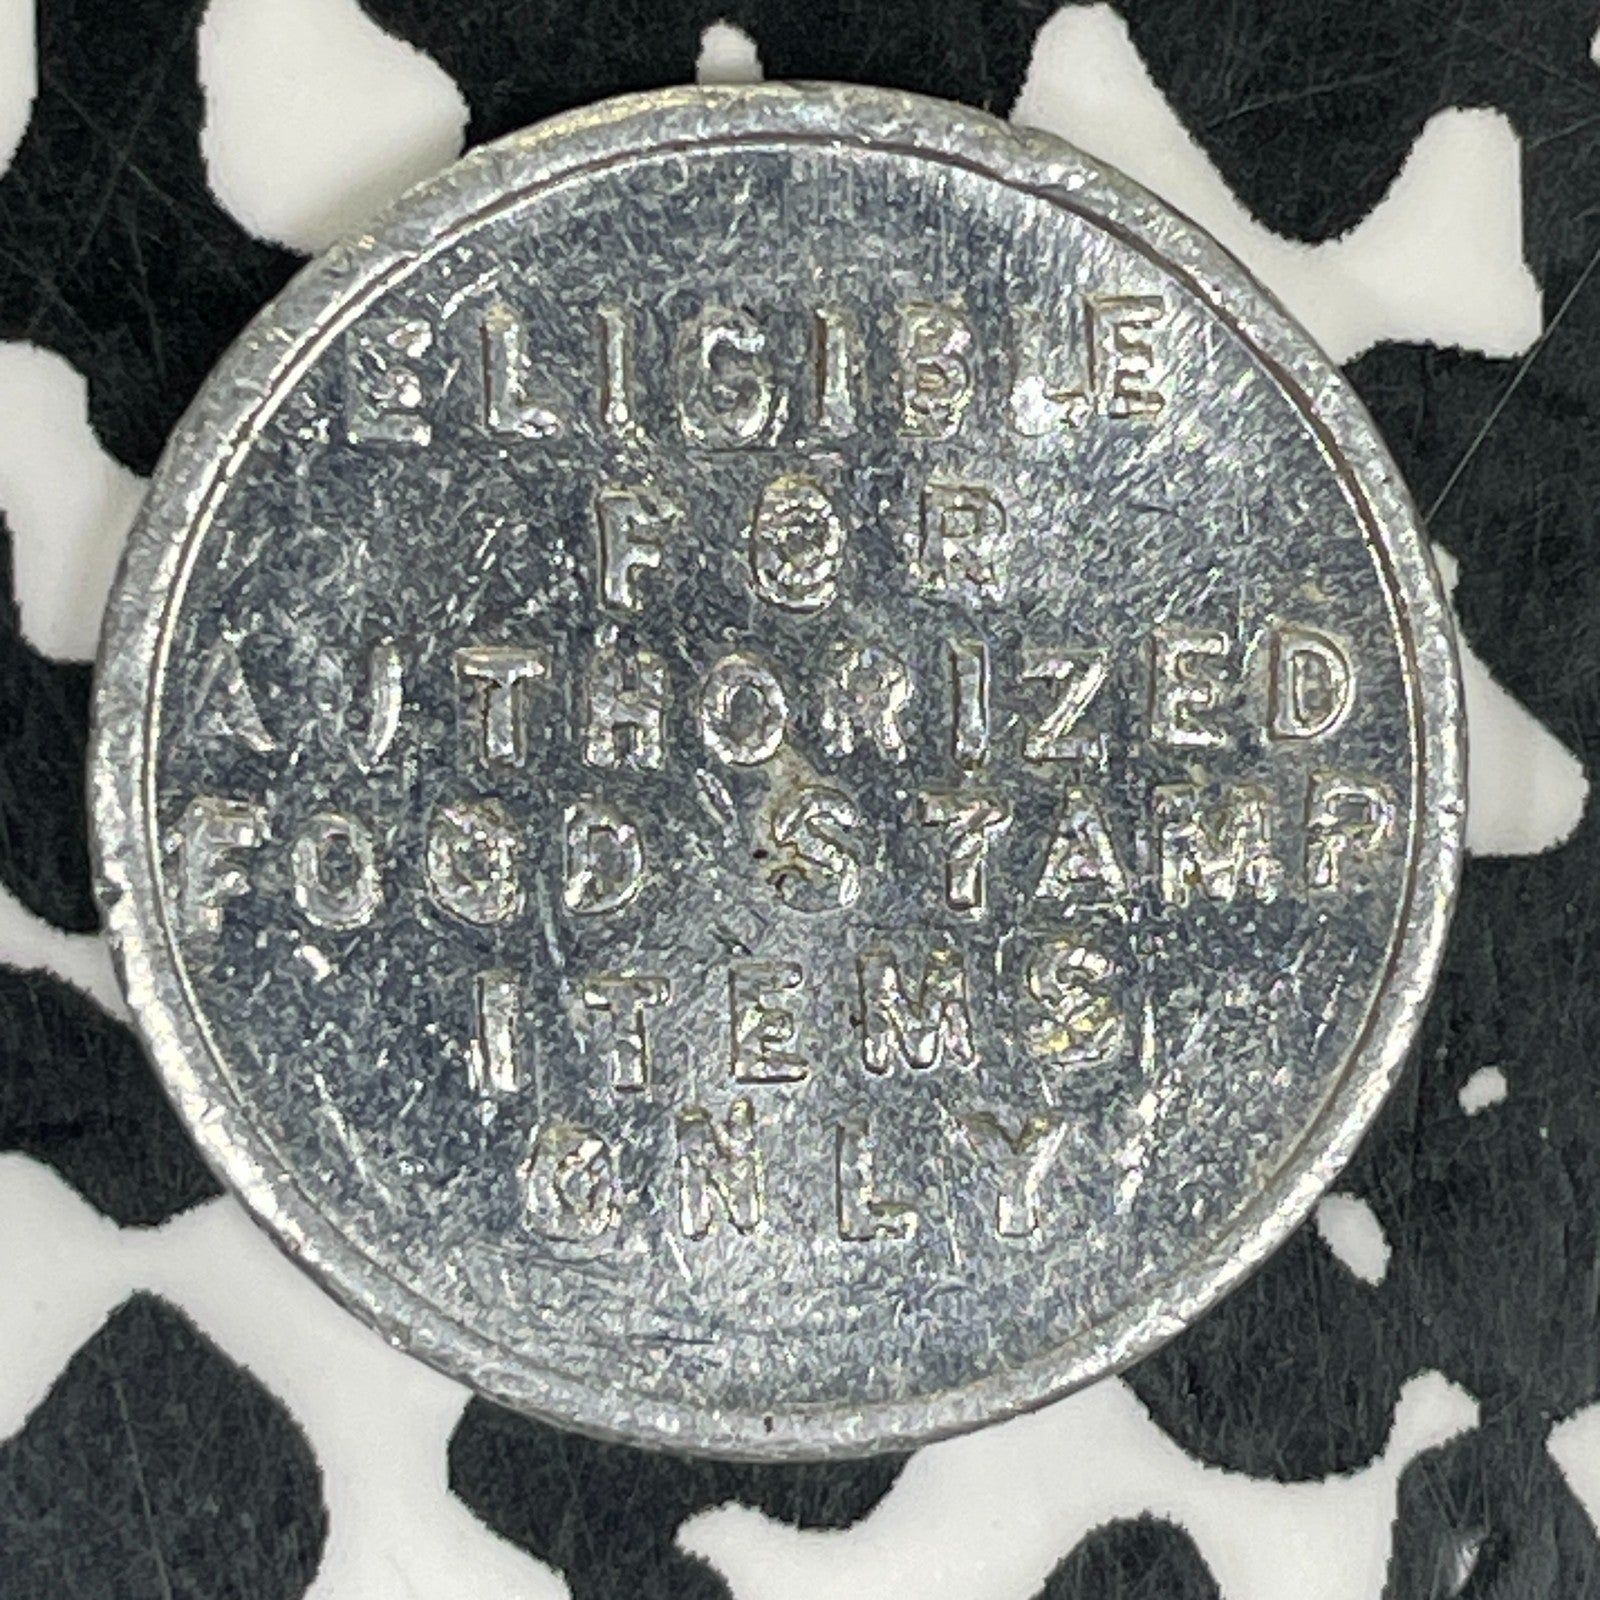 ELIGIBLE
FOR
AUTHORIZED
FOOD STAMP
ITEMS
ONLY